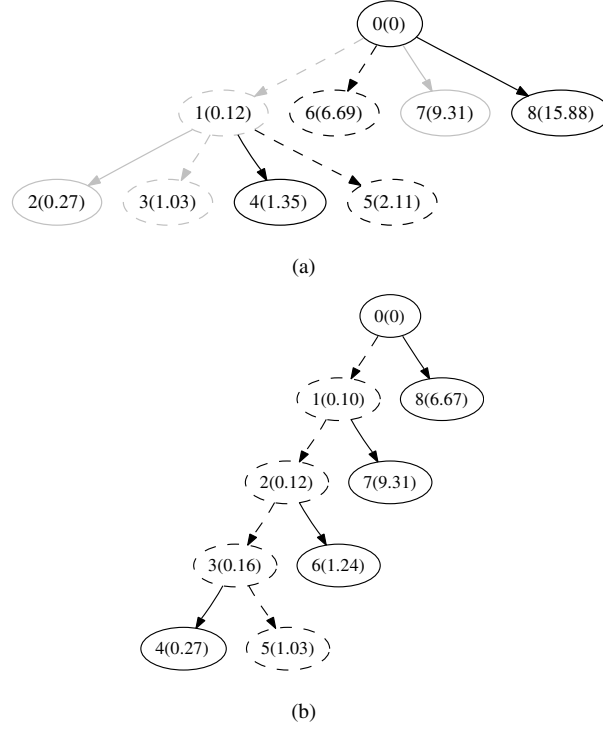 0(0)
1(0.12) 6(6.69) 7(9.31) 8(15.88)
2(0.27) 3(1.03) 4(1.35) 5(2.11)
(a)
0(0)
1(0.10) 8(6.67)
2(0.12) 7(9.31)
3(0.16) 6(1.24)
4(0.27) 5(1.03)
(b)